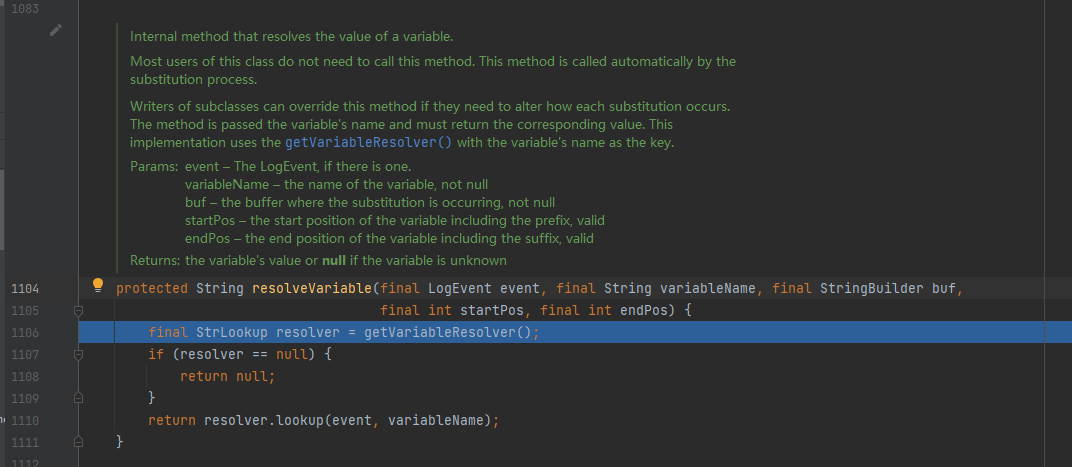 1083
Internal method that resolves the value of a variable.
Most users of this class do not need to call this method. This method is called automatically by the
substitution process.
Writers of subclasses can override this method if they need to alter how each substitution occurs.
The method is passed the variable's name and must return the corresponding value. This
implementation uses the getVariableResolver() with the variable's name as the key.
Params: event – The LogEvent, if there is one.
variableName – the name of the variable, not null
buf – the buffer where the substitution is occurring, not null
startPos – the start position of the variable including the prefix, valid
endPos – the end position of the variable including the suffix, valid
Returns: the variable's value or null if the variable is unknown
1104 protected String resolveVariable(final LogEvent event, final String variableName, final StringBuilder buf,
1105 final int startPos, final int endPos) {
1106 final StrLookup resolver = getVariableResolver();
1107 if (resolver == null) {
1108 return null;
1109 }
1110 return resolver.lookup(event, variableName);
1111 }
1112